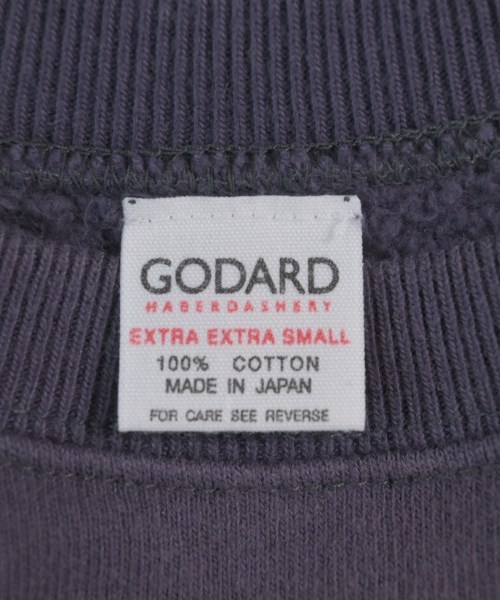 GODARD
HABERDASHERY
EXTRA EXTRA SMALL
100% COTTON
MADE IN JAPAN
FOR CARE SEE REVERSE